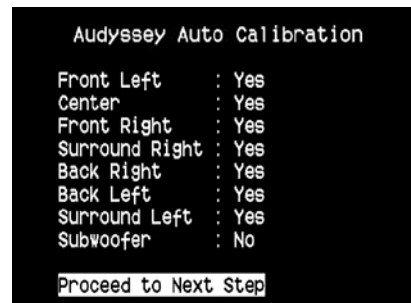 Audyssey Auto Calibration
Front Left : Yes
Center : Yes
Front Right : Yes
Surround Right : Yes
Back Right : Yes
Back Left : Yes
Surround Left : Yes
Subwoofer : No
Proceed to Next Step